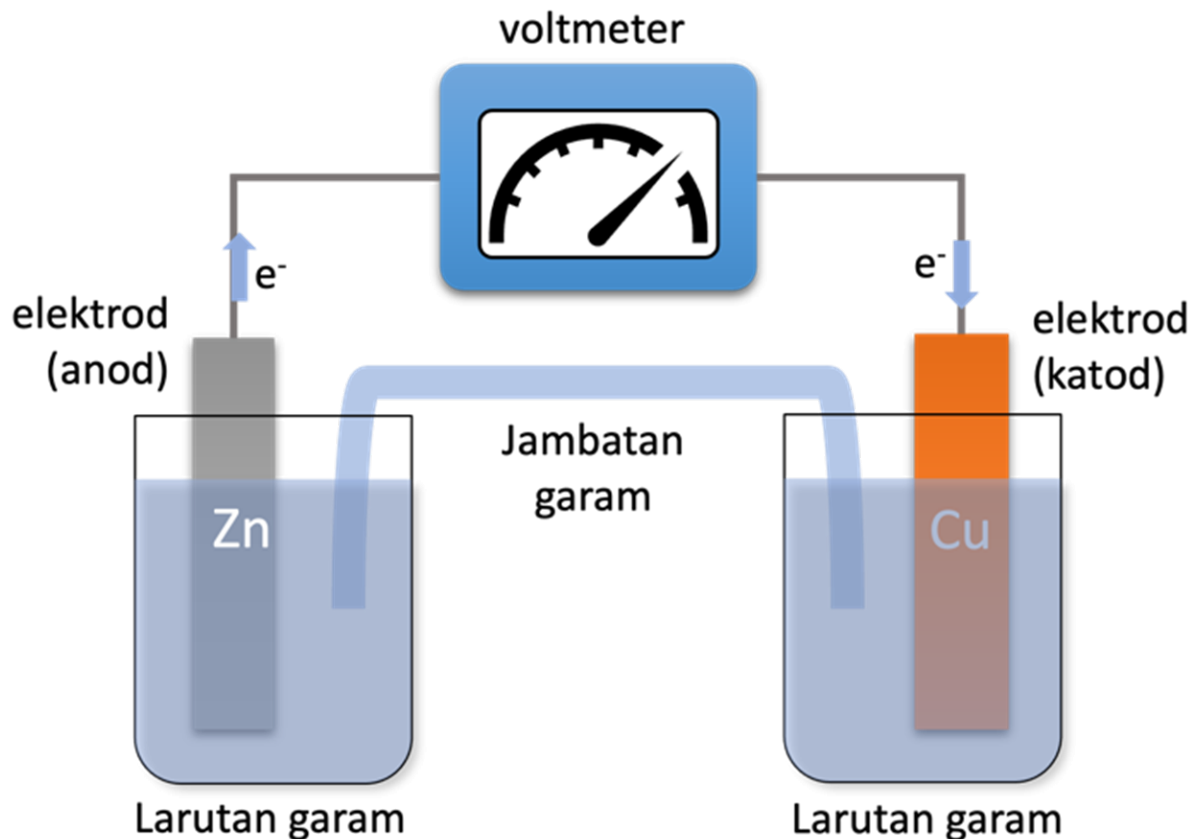 voltmeter
e-
e-
elektrod
(anod)
elektrod
(katod)
Jambatan
garam
Zn
Cu
Larutan garam
Larutan garam